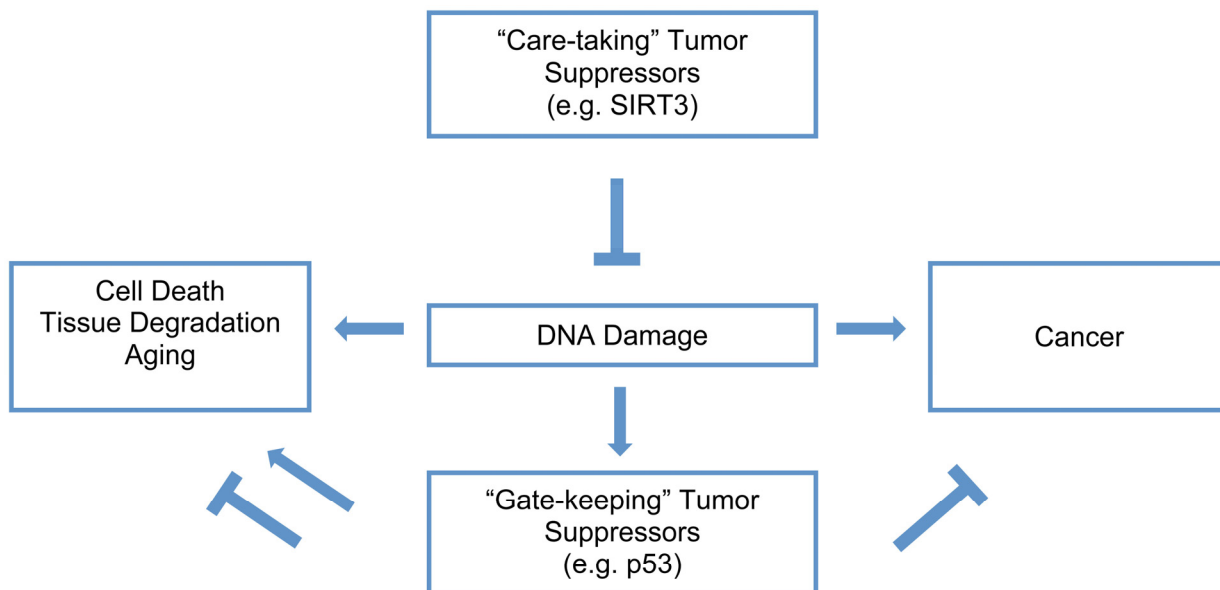 “Care-taking” Tumor
Suppressors
(e.g. SIRT3)
Cell Death
Tissue Degradation
Aging
DNA Damage
Cancer
“Gate-keeping” Tumor
Suppressors
(e.g. p53)